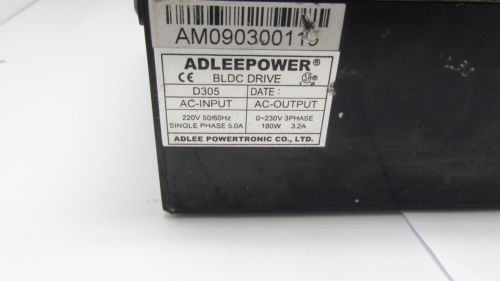 AM090300115
ADLEEPOWER®
CE BLDC DRIVE
D305 DATE:
AC-INPUT AC-OUTPUT
220V 50/60Hz 0~230V 3PHASE
SINGLE PHASE 5.0A 180W 3.2A
ADLEE POWERTRONIC CO., LTD.